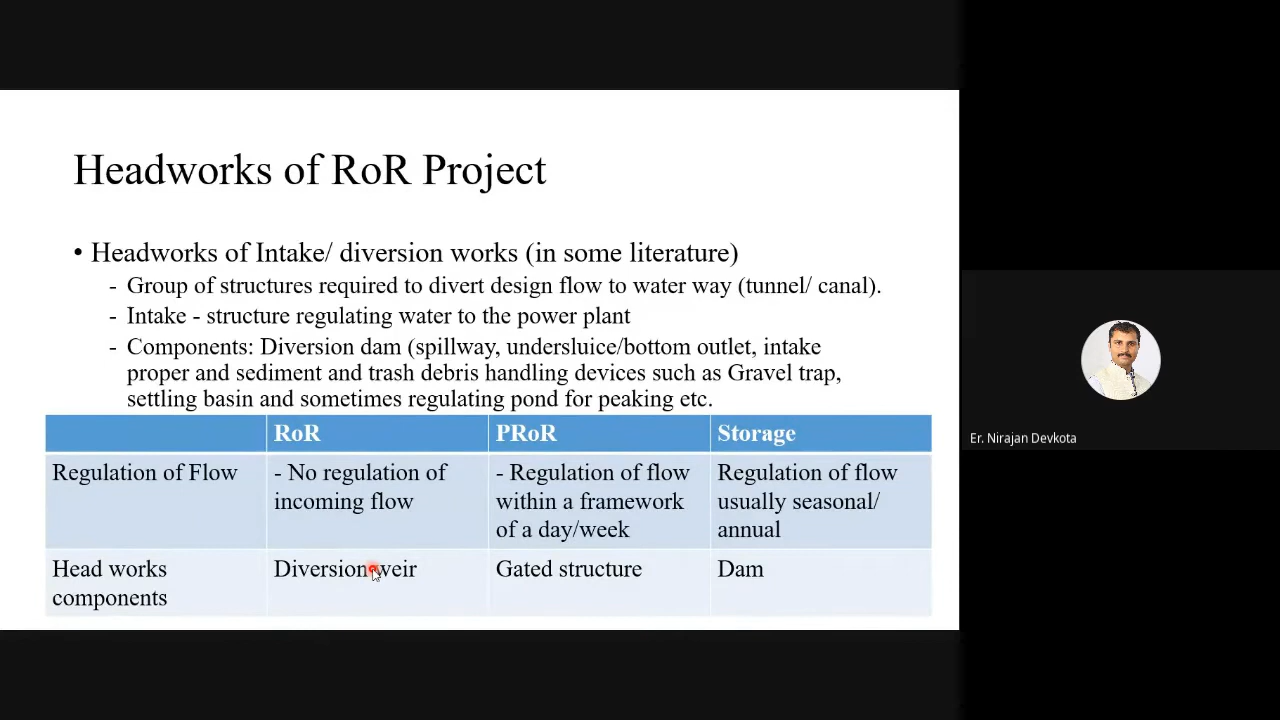 Headworks of RoR Project
• Headworks of Intake/ diversion works (in some literature)
- Group of structures required to divert design flow to water way (tunnel/ canal).
- Intake - structure regulating water to the power plant
- Components: Diversion dam (spillway, undersluice/bottom outlet, intake
proper and sediment and trash debris handling devices such as Gravel trap,
settling basin and sometimes regulating pond for peaking etc.
RoR PRoR Storage
Regulation of Flow
- No regulation of
incoming flow
- Regulation of flow
within a framework
of a day/week
Regulation of flow
usually seasonal/
annual
Head works
components
Diversion weir
Gated structure
Dam
Er. Nirajan Devkota